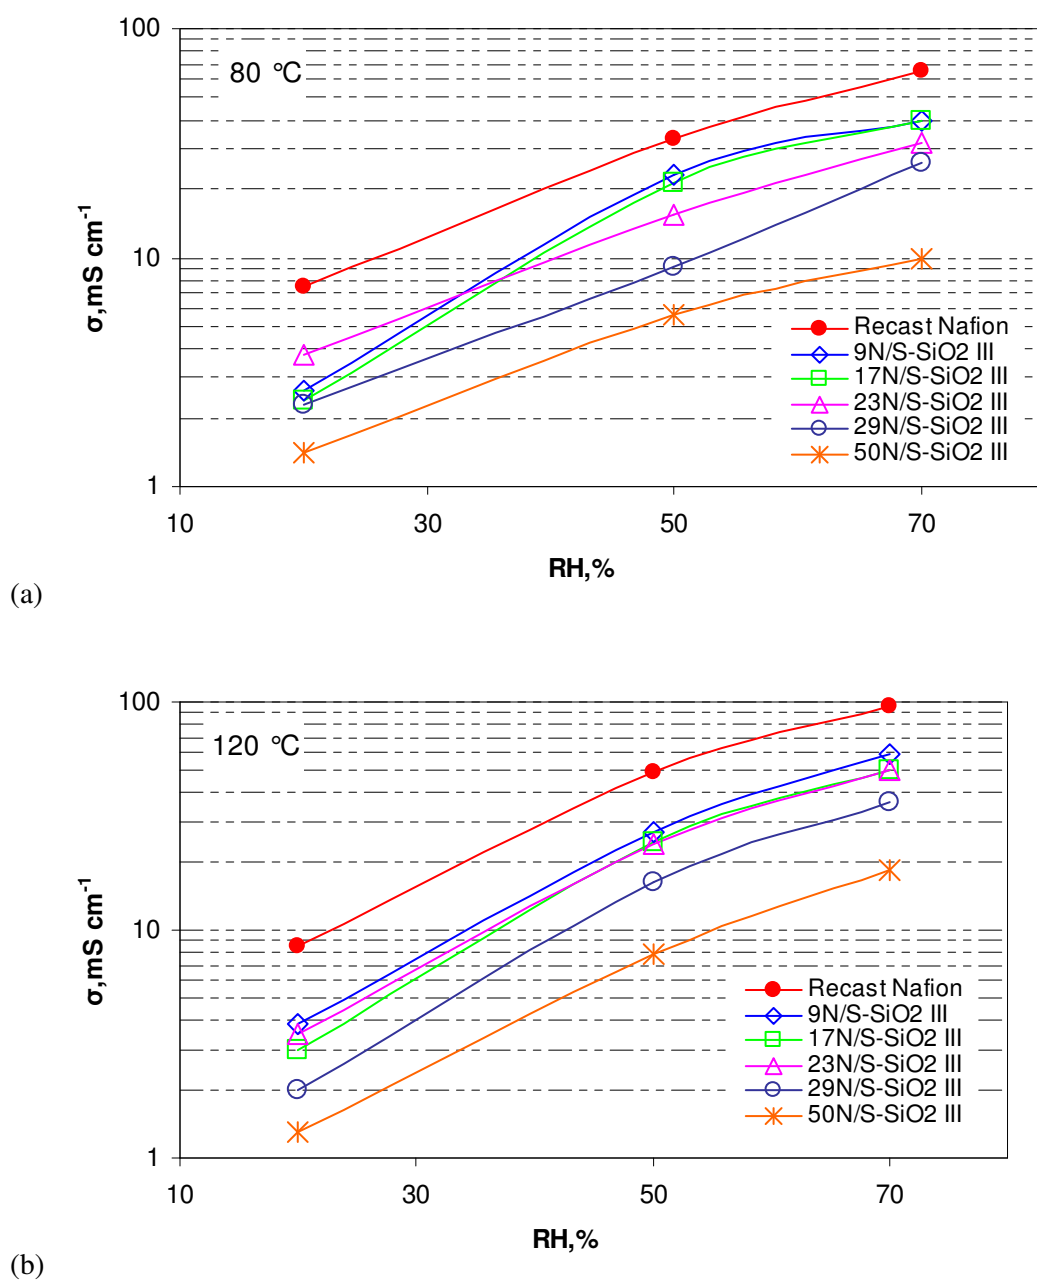 100
80 °C
10
1
σ,mS cm-1
Recast Nafion
9N/S-SiO2 III
17N/S-SiO2 III
23N/S-SiO2 III
29N/S-SiO2 III
50N/S-SiO2 III
10 30 50 70
RH,%
(a)
100
120 °C
10
1
σ,mS cm-1
Recast Nafion
9N/S-SiO2 III
17N/S-SiO2 III
23N/S-SiO2 III
29N/S-SiO2 III
50N/S-SiO2 III
10 30 50 70
RH,%
(b)